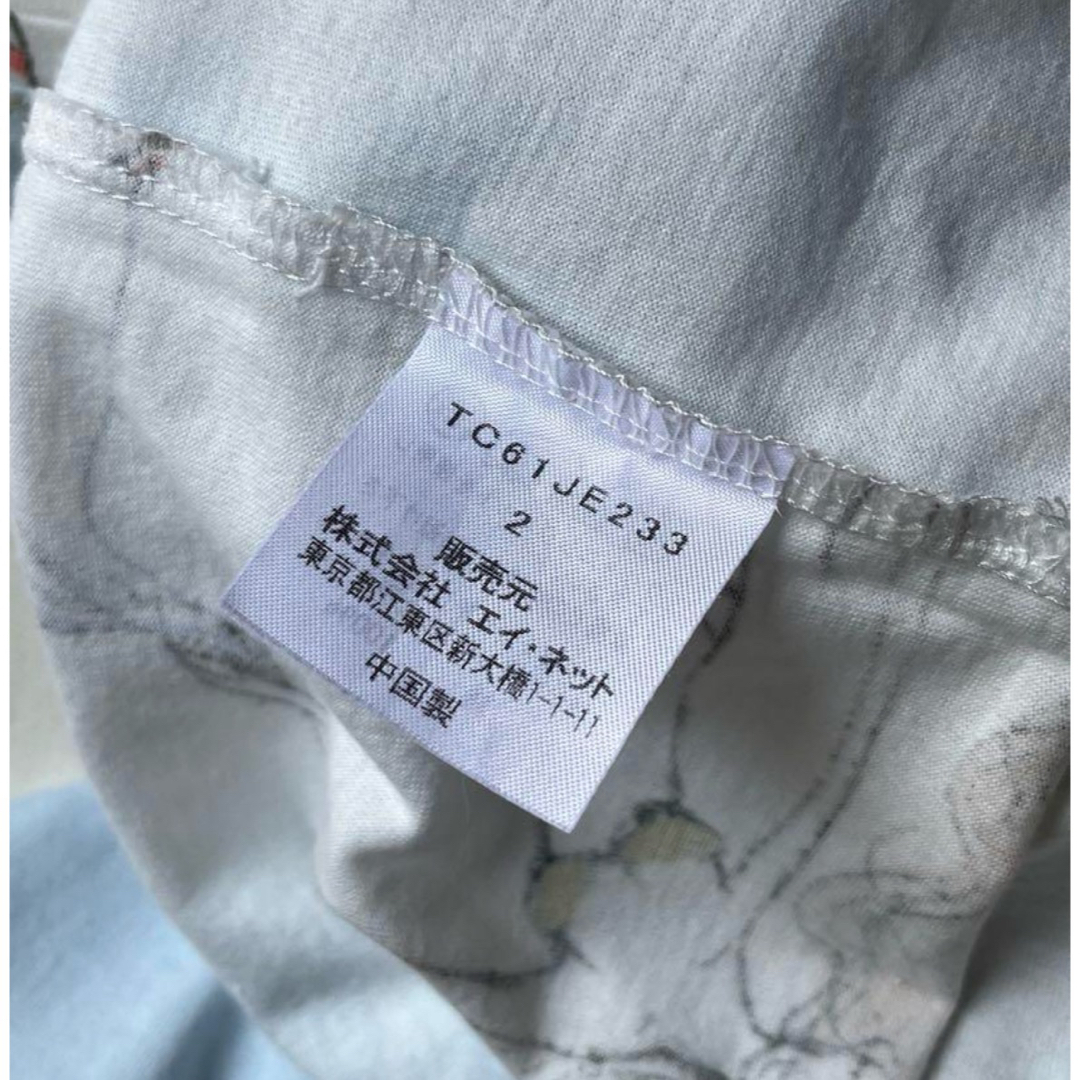 TC61JE233
2
販売元
株式会社 エイ・ネット
東京都江東区新大橋1-1-11
中国製